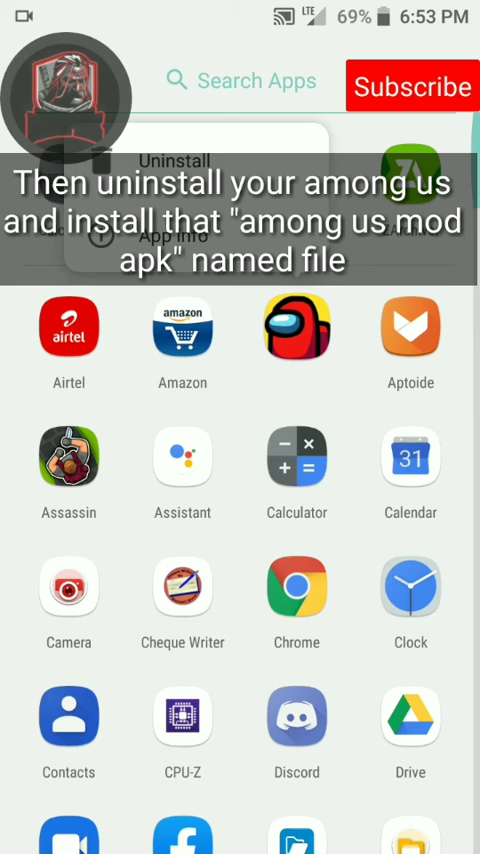 LTE 69% 6:53 PM
Search Apps
Subscribe
Uninstall
Then uninstall your among us
and install that "among us mod
App info
apk" named file
airtel
amazon
Airtel
Amazon
Aptoide
31
Assassin
Assistant
Calculator
Calendar
Camera
Cheque Writer
Chrome
Clock
Contacts
CPU-Z
Discord
Drive